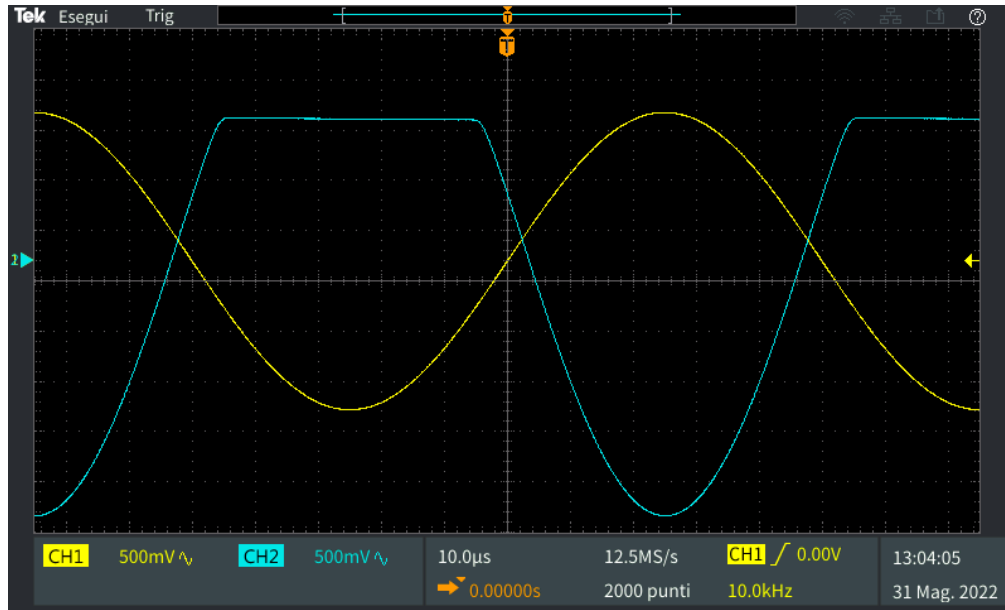 Tek Esegui Trig
T
T
1
CH1 500mV CH2 500mV 10.0µs 12.5MS/s CH1 0.00V 13:04:05
0.00000s 2000 punti 10.0kHz 31 Mag. 2022